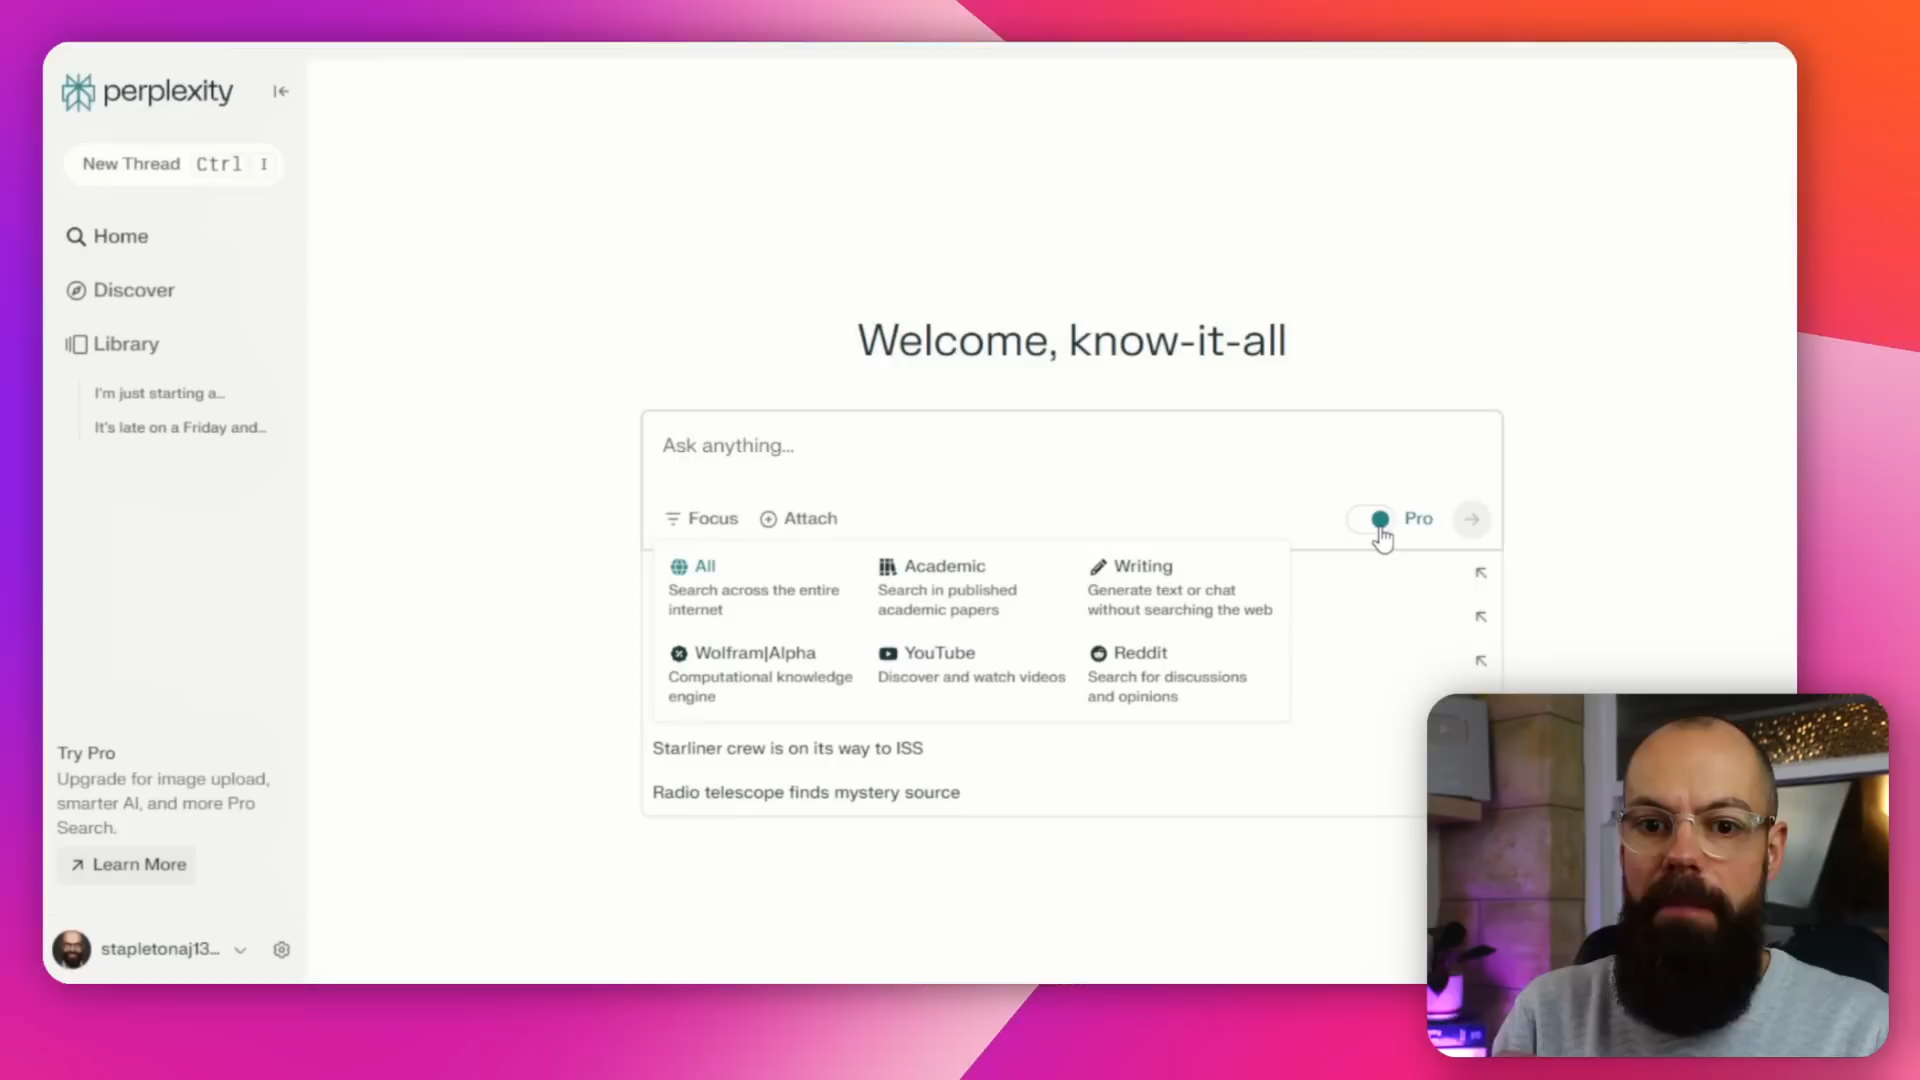 perplexity
New Thread Ctrl I
Home
Discover
Library
I'm just starting a...
It's late on a Friday and...
Try Pro
Upgrade for image upload,
smarter AI, and more Pro
Search.
Learn More
stapletonaj13...
Welcome, know-it-all
Ask anything...
Focus Attach Pro
All
Search across the entire
internet
Academic
Search in published
academic papers
Writing
Generate text or chat
without searching the web
Wolfram|Alpha
Computational knowledge
engine
YouTube
Discover and watch videos
Reddit
Search for discussions
and opinions
Starliner crew is on its way to ISS
Radio telescope finds mystery source